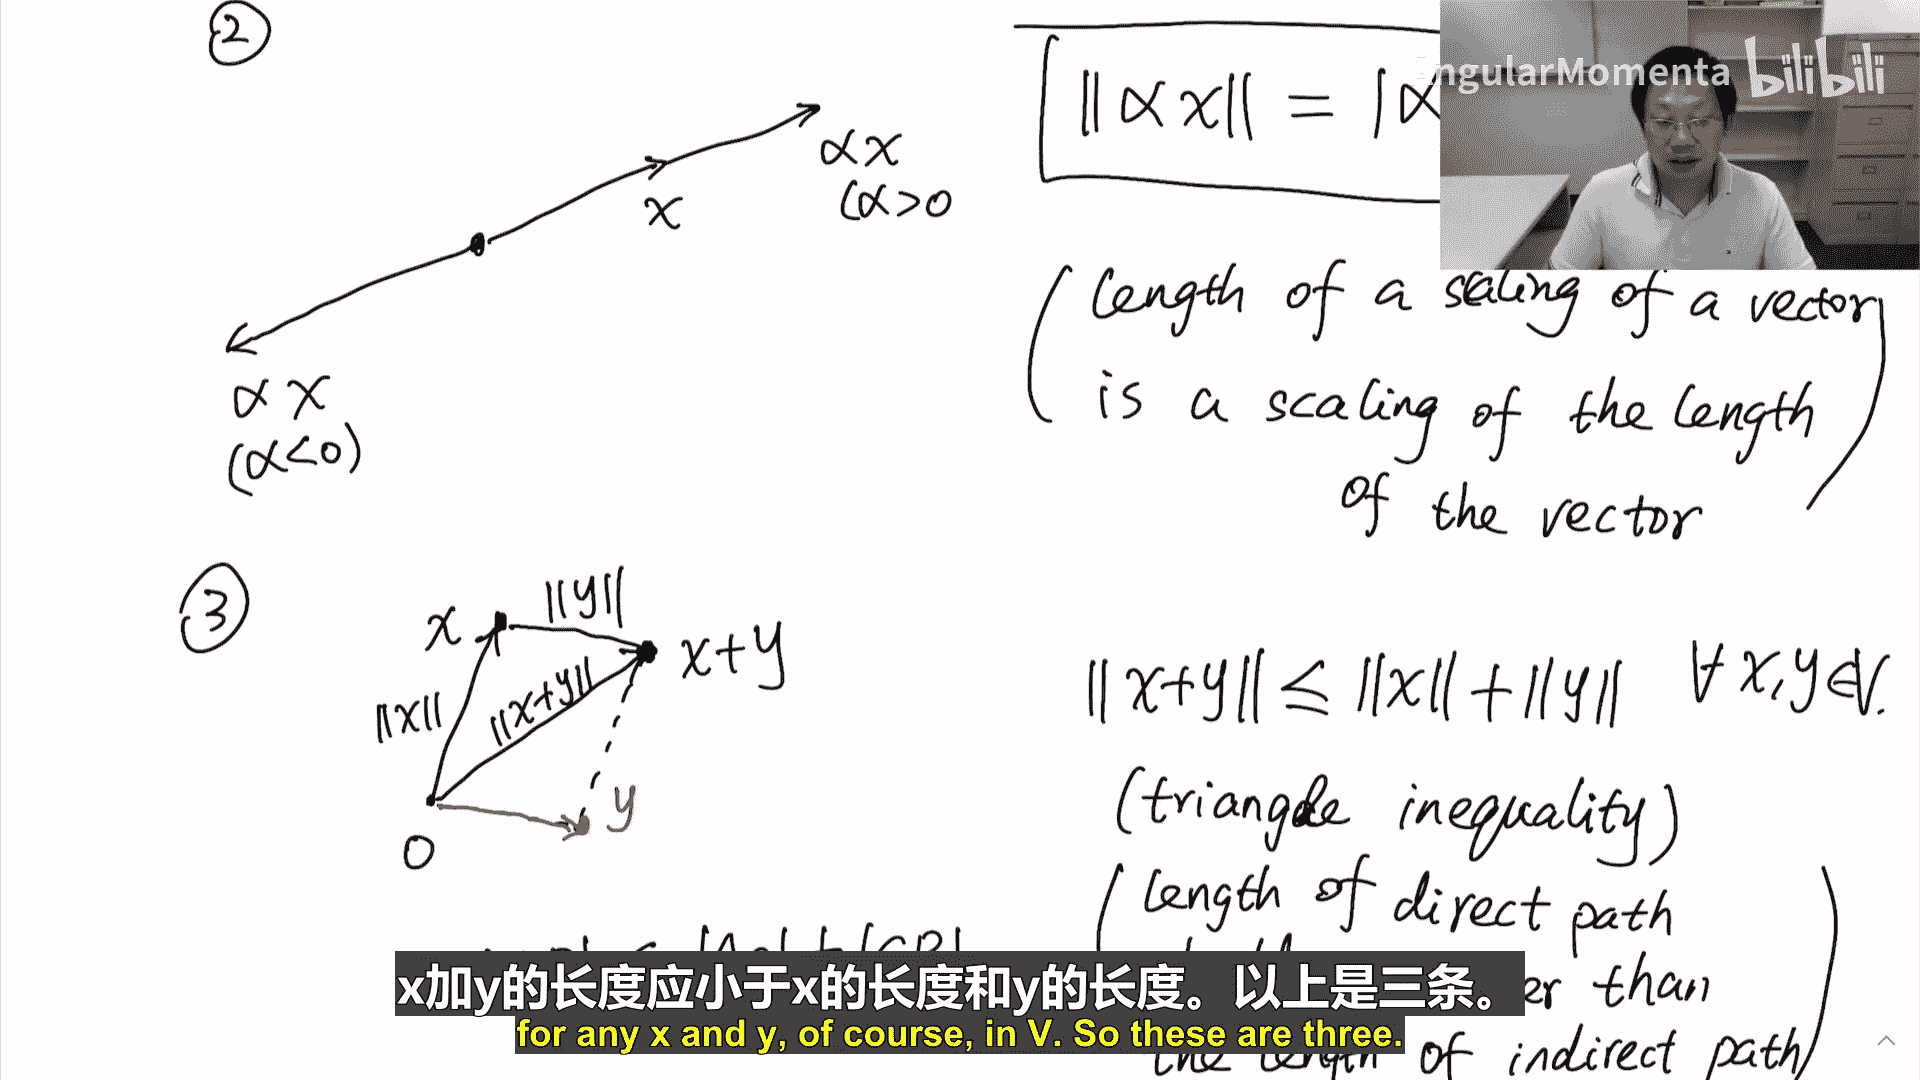 ②
αx
(α>0
x
αx
(α<0)
‖αx‖ = |α
ngularMomenta bilibili
(length of a scaling of a vector
is a scaling of the length
of the vector)
③
x
‖y‖
x+y
‖x‖
‖x+y‖
y
0
‖x+y‖ ≤ ‖x‖ + ‖y‖ ∀ x, y ∈ V.
(triangle inequality)
(length of direct path
than
the length of indirect path)
x加y的长度应小于x的长度和y的长度。以上是三条。
for any x and y, of course, in V. So these are three.